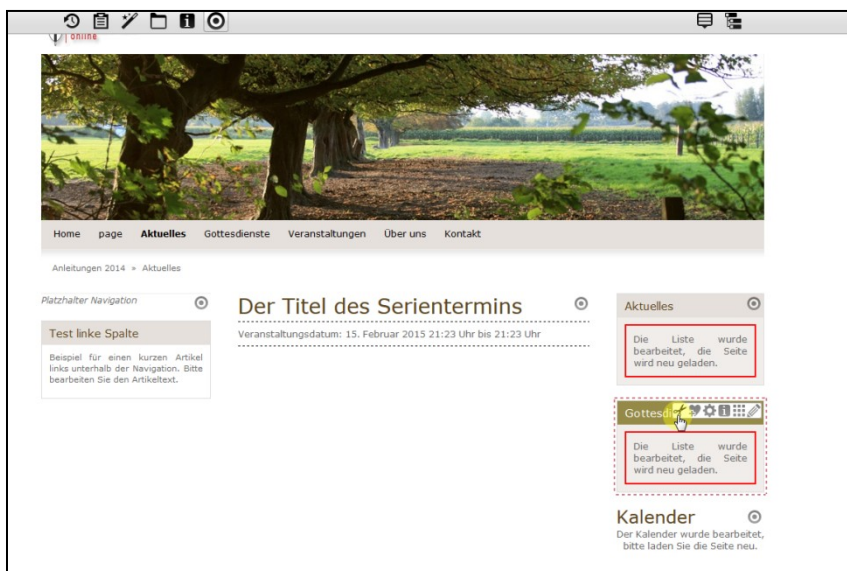 online
Home page Aktuelles Gottesdienste Veranstaltungen Über uns Kontakt
Anleitungen 2014 » Aktuelles
Platzhalter Navigation
Test linke Spalte
Beispiel für einen kurzen Artikel
links unterhalb der Navigation. Bitte
bearbeiten Sie den Artikeltext.
Der Titel des Serientermins
Veranstaltungsdatum: 15. Februar 2015 21:23 Uhr bis 21:23 Uhr
Aktuelles
Die Liste wurde
bearbeitet, die Seite
wird neu geladen.
Die Liste wurde
bearbeitet, die Seite
wird neu geladen.
Kalender
Der Kalender wurde bearbeitet,
bitte laden Sie die Seite neu.